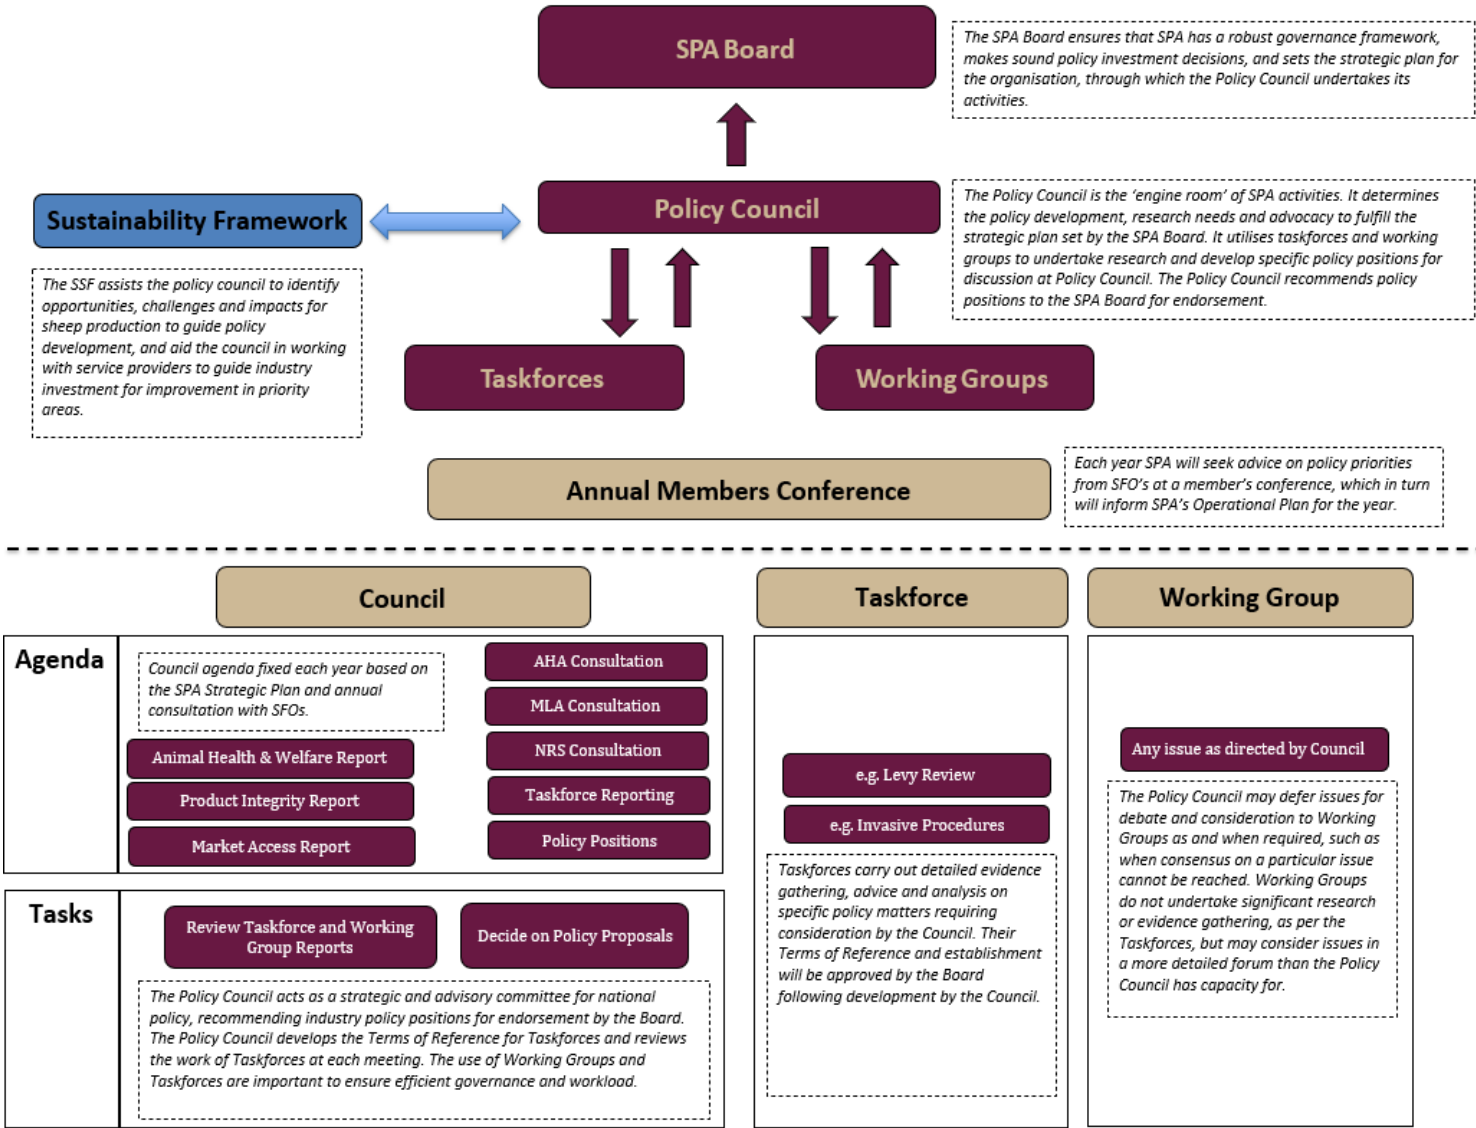 SPA Board
The SPA Board ensures that SPA has a robust governance framework,
makes sound policy investment decisions, and sets the strategic plan for
the organisation, through which the Policy Council undertakes its
activities.
Sustainability Framework
Policy Council
The Policy Council is the ‘engine room’ of SPA activities. It determines
the policy development, research needs and advocacy to fulfill the
strategic plan set by the SPA Board. It utilises taskforces and working
groups to undertake research and develop specific policy positions for
discussion at Policy Council. The Policy Council recommends policy
positions to the SPA Board for endorsement.
The SSF assists the policy council to identify
opportunities, challenges and impacts for
sheep production to guide policy
development, and aid the council in working
with service providers to guide industry
investment for improvement in priority
areas.
Taskforces
Working Groups
Annual Members Conference
Each year SPA will seek advice on policy priorities
from SFO’s at a member’s conference, which in turn
will inform SPA’s Operational Plan for the year.
Council
Taskforce
Working Group
Agenda
Council agenda fixed each year based on
the SPA Strategic Plan and annual
consultation with SFOs.
Animal Health & Welfare Report
Product Integrity Report
Market Access Report
AHA Consultation
MLA Consultation
NRS Consultation
Taskforce Reporting
Policy Positions
e.g. Levy Review
e.g. Invasive Procedures
Taskforces carry out detailed evidence
gathering, advice and analysis on
specific policy matters requiring
consideration by the Council. Their
Terms of Reference and establishment
will be approved by the Board
following development by the Council.
Any issue as directed by Council
The Policy Council may defer issues for
debate and consideration to Working
Groups as and when required, such as
when consensus on a particular issue
cannot be reached. Working Groups
do not undertake significant research
or evidence gathering, as per the
Taskforces, but may consider issues in
a more detailed forum than the Policy
Council has capacity for.
Tasks
Review Taskforce and Working
Group Reports
Decide on Policy Proposals
The Policy Council acts as a strategic and advisory committee for national
policy, recommending industry policy positions for endorsement by the Board.
The Policy Council develops the Terms of Reference for Taskforces and reviews
the work of Taskforces at each meeting. The use of Working Groups and
Taskforces are important to ensure efficient governance and workload.